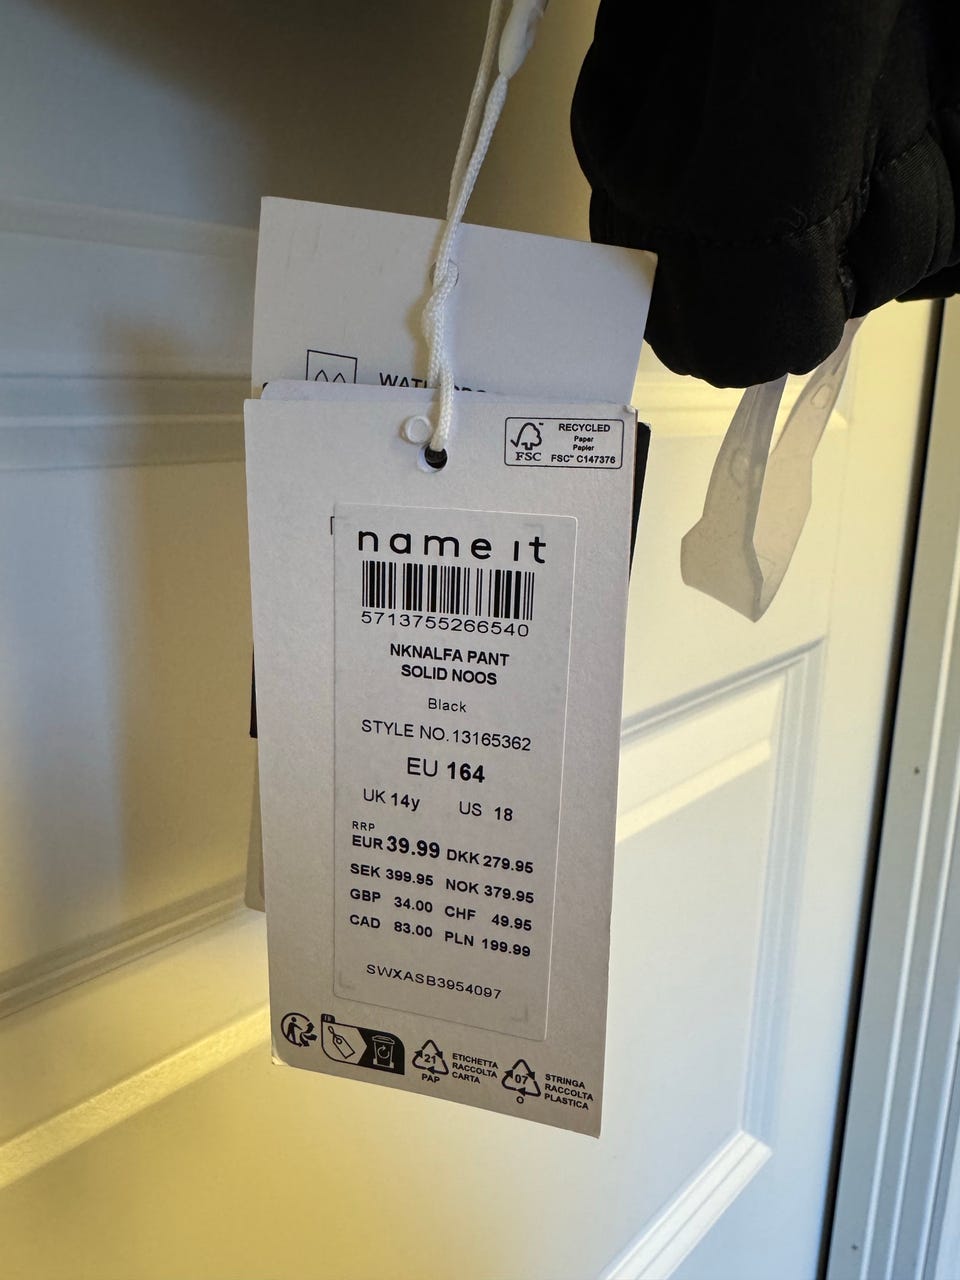 RECYCLED
Paper
Papier
FSC™ C147376
FSC
name it
5713755266540
NKNALFA PANT
SOLID NOOS
Black
STYLE NO.13165362
EU 164
UK 14y US 18
RRP
EUR 39.99 DKK 279.95
SEK 399.95 NOK 379.95
GBP 34.00 CHF 49.95
CAD 83.00 PLN 199.99
SWXASB3954097
FR
21
PAP
ETICHETTA
RACCOLTA
CARTA
07
O
STRINGA
RACCOLTA
PLASTICA